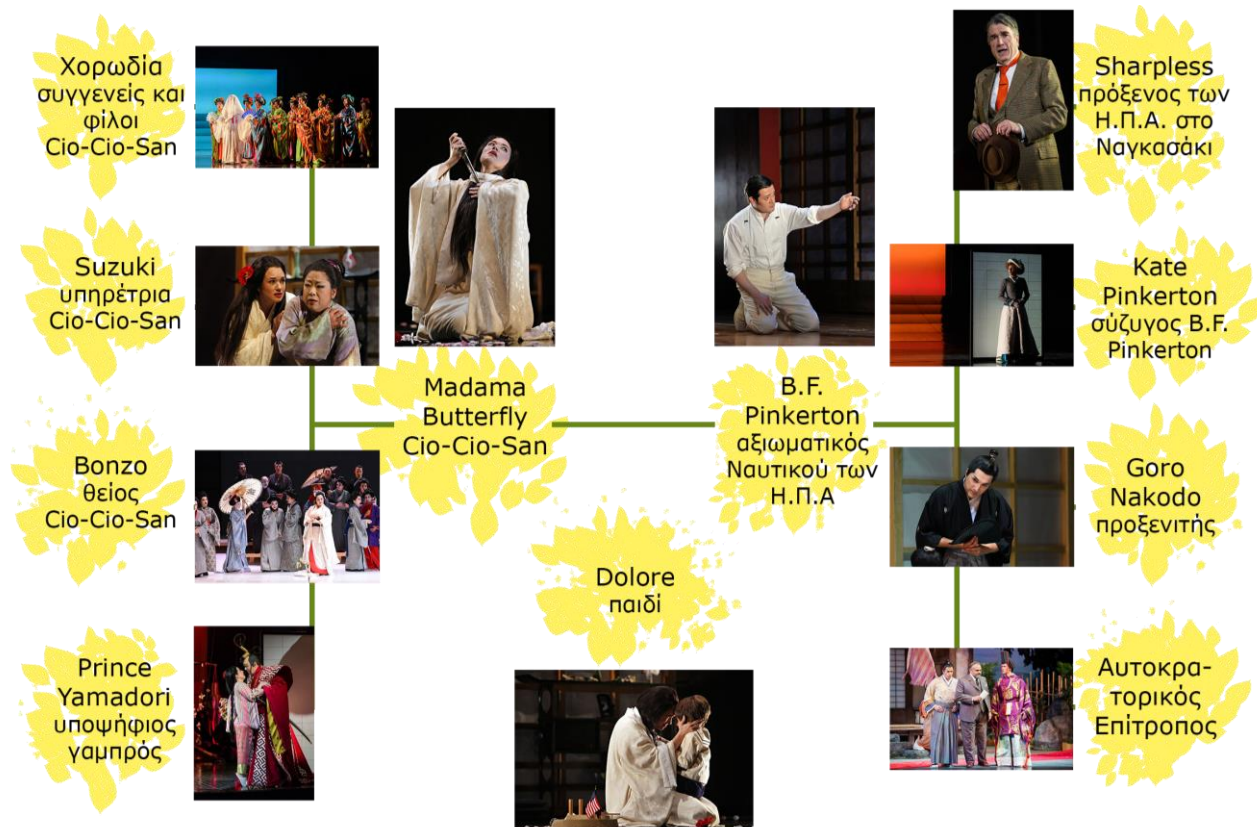 Χορωδία
συγγενείς και
φίλοι
Cio-Cio-San
Suzuki
υπηρέτρια
Cio-Cio-San
Bonzo
θείος
Cio-Cio-San
Prince
Yamadori
υποψήφιος
γαμπρός
Madama
Butterfly
Cio-Cio-San
Dolore
παιδί
B.F.
Pinkerton
αξιωματικός
Ναυτικού των
Η.Π.Α
Sharpless
πρόξενος των
Η.Π.Α. στο
Ναγκασάκι
Kate
Pinkerton
σύζυγος B.F.
Pinkerton
Goro
Nakodo
προξενιτής
Αυτοκρα-
τορικός
Επίτροπος